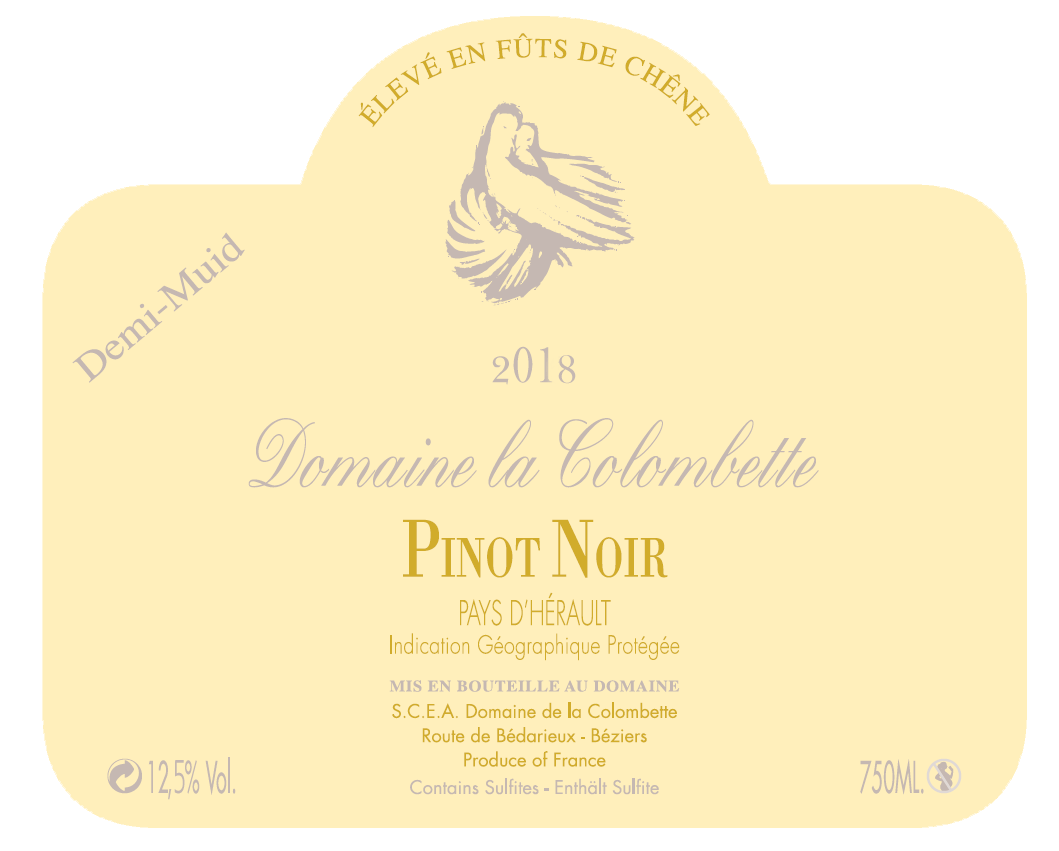 ÉLEVÉ EN FÛTS DE CHÊNE
Demi-Muid
2018
Domaine la Colombette
PINOT NOIR
PAYS D'HÉRAULT
Indication Géographique Protégée
MIS EN BOUTEILLE AU DOMAINE
S.C.E.A. Domaine de la Colombette
Route de Bédarieux - Béziers
Produce of France
Contains Sulfites - Enthält Sulfite
12,5% Vol.
750ML.